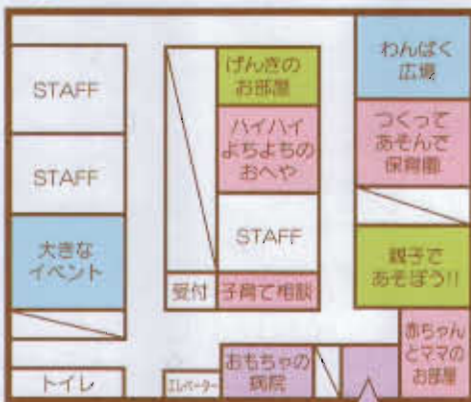 STAFF
STAFF
大きな
イベント
トイレ
げんきの
お部屋
ハイハイ
よちよちの
おへや
STAFF
受付
子育て相談
エレベーター
おもちゃの
病院
わんぱく
広場
つくって
あそんで
保育園
親子で
あそぼう!!
赤ちゃん
とママの
お部屋